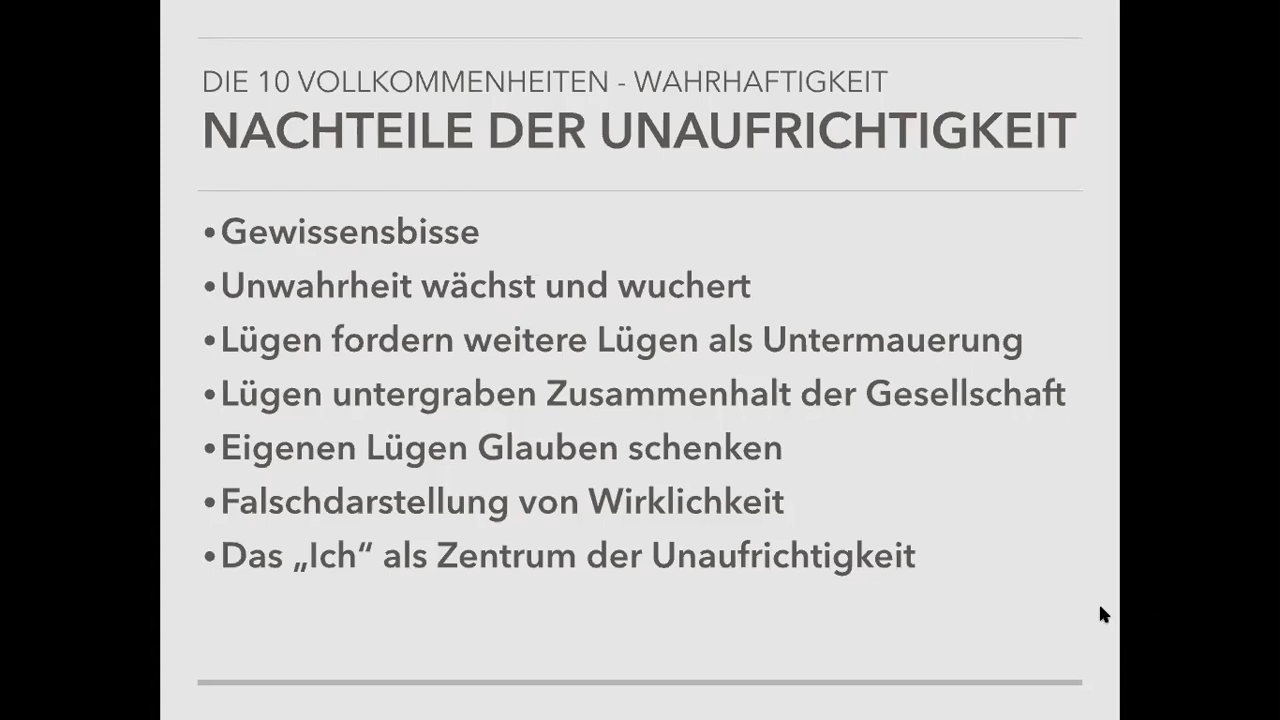 DIE 10 VOLLKOMMENHEITEN - WAHRHAFTIGKEIT
NACHTEILE DER UNAUFRICHTIGKEIT
•Gewissensbisse
•Unwahrheit wächst und wuchert
•Lügen fordern weitere Lügen als Untermauerung
•Lügen untergraben Zusammenhalt der Gesellschaft
•Eigenen Lügen Glauben schenken
•Falschdarstellung von Wirklichkeit
•Das „Ich“ als Zentrum der Unaufrichtigkeit